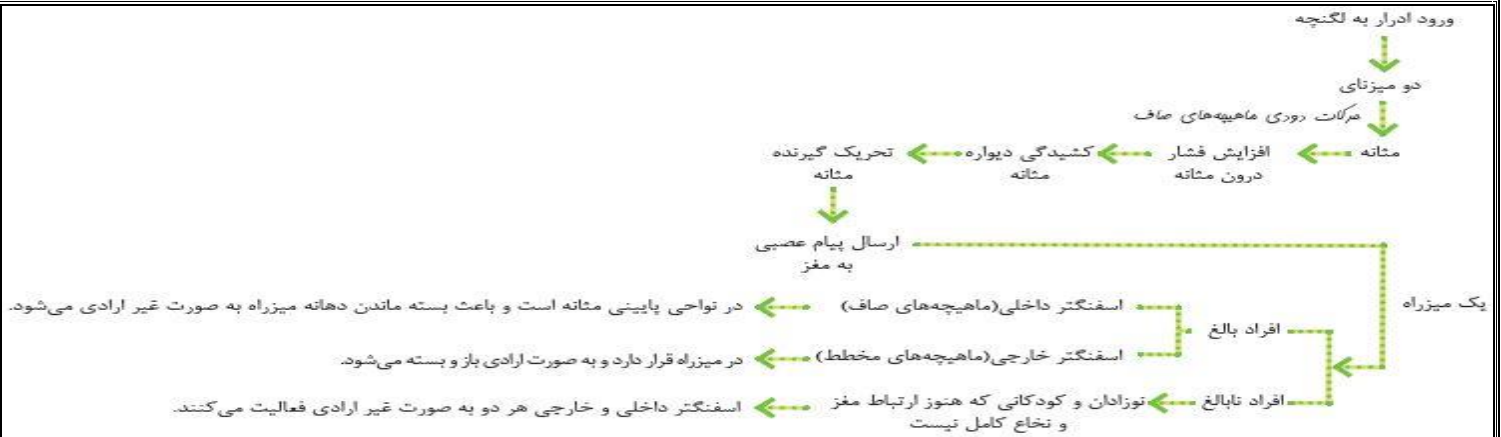 ورود ادرار به لگنچه
دو میزنای
حرکات دودی ماهیچه‌های صاف
مثانه
افزایش فشار
درون مثانه
کشیدگی دیواره
مثانه
تحریک گیرنده
مثانه
ارسال پیام عصبی
به مغز
یک میزراه
افراد بالغ
اسفنگتر داخلی(ماهیچه‌های صاف)
در نواحی پایینی مثانه است و باعث بسته ماندن دهانه میزراه به صورت غیر ارادی می‌شود.
اسفنگتر خارجی(ماهیچه‌های مخطط)
در میزراه قرار دارد و به صورت ارادی باز و بسته می‌شود.
افراد نابالغ
نوزادان و کودکانی که هنوز ارتباط مغز
و نخاع کامل نیست
اسفنگتر داخلی و خارجی هر دو به صورت غیر ارادی فعالیت می‌کنند.